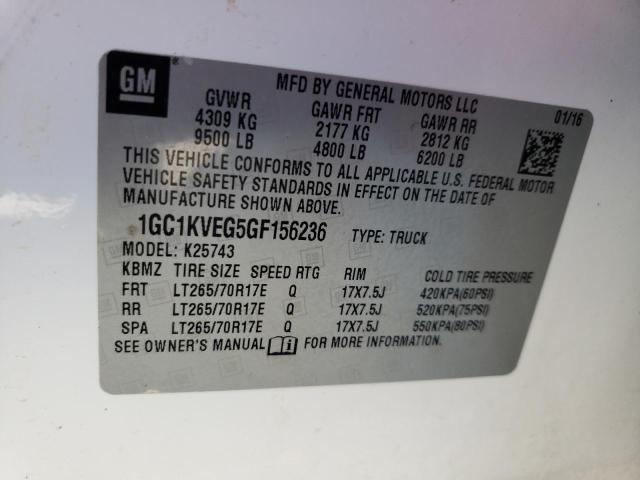 GM
MFD BY GENERAL MOTORS LLC
01/16
GVWR GAWR FRT GAWR RR
4309 KG 2177 KG 2812 KG
9500 LB 4800 LB 6200 LB
THIS VEHICLE CONFORMS TO ALL APPLICABLE U.S. FEDERAL MOTOR
VEHICLE SAFETY STANDARDS IN EFFECT ON THE DATE OF
MANUFACTURE SHOWN ABOVE.
1GC1KVEG5GF156236 TYPE: TRUCK
MODEL: K25743
KBMZ TIRE SIZE SPEED RTG RIM COLD TIRE PRESSURE
FRT LT265/70R17E Q 17X7.5J 420KPA(60PSI)
RR LT265/70R17E Q 17X7.5J 520KPA(75PSI)
SPA LT265/70R17E Q 17X7.5J 550KPA(80PSI)
SEE OWNER'S MANUAL FOR MORE INFORMATION.